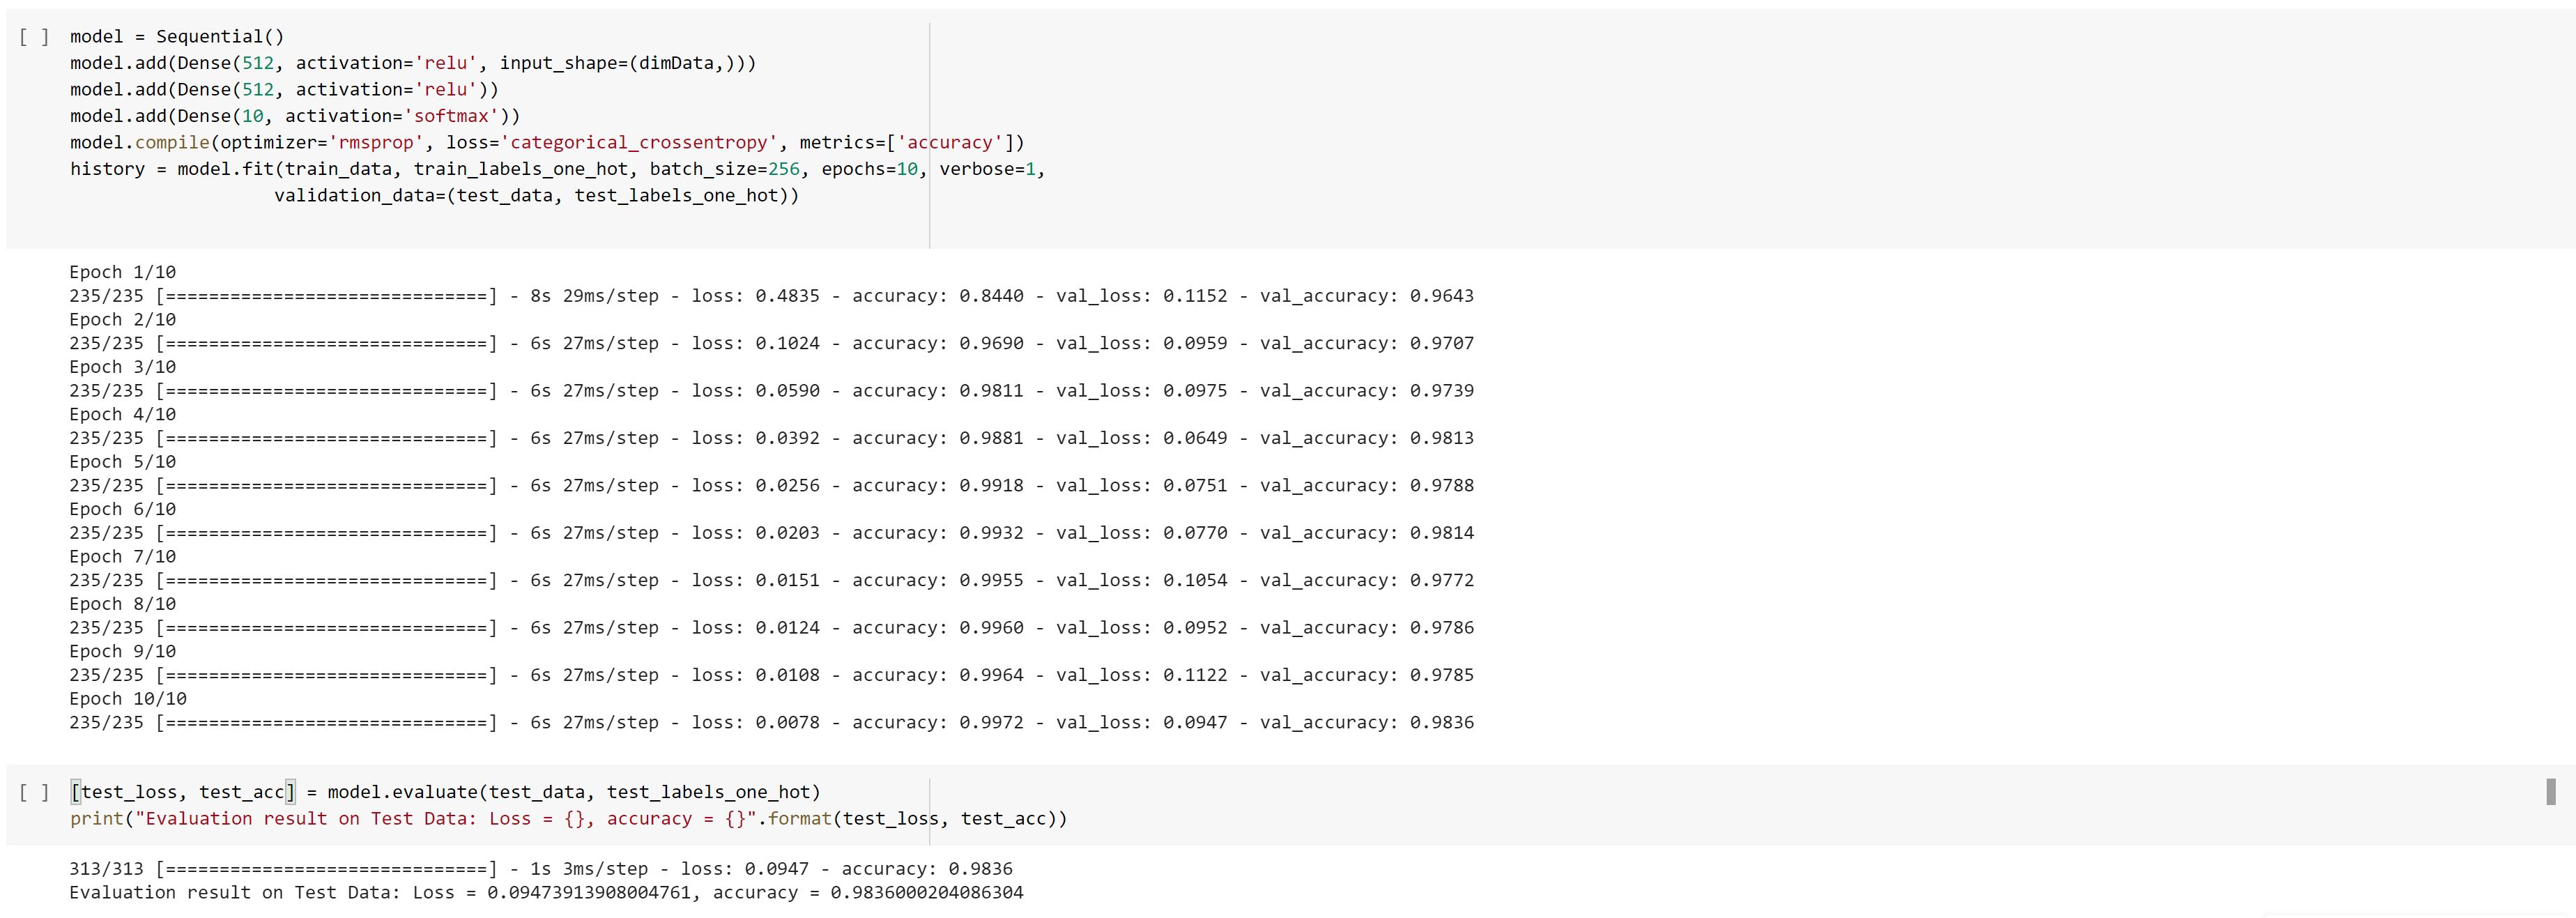 [ ] model = Sequential()
model.add(Dense(512, activation='relu', input_shape=(dimData,)))
model.add(Dense(512, activation='relu'))
model.add(Dense(10, activation='softmax'))
model.compile(optimizer='rmsprop', loss='categorical_crossentropy', metrics=['accuracy'])
history = model.fit(train_data, train_labels_one_hot, batch_size=256, epochs=10, verbose=1,
validation_data=(test_data, test_labels_one_hot))
Epoch 1/10
235/235 [==============================] - 8s 29ms/step - loss: 0.4835 - accuracy: 0.8440 - val_loss: 0.1152 - val_accuracy: 0.9643
Epoch 2/10
235/235 [==============================] - 6s 27ms/step - loss: 0.1024 - accuracy: 0.9690 - val_loss: 0.0959 - val_accuracy: 0.9707
Epoch 3/10
235/235 [==============================] - 6s 27ms/step - loss: 0.0590 - accuracy: 0.9811 - val_loss: 0.0975 - val_accuracy: 0.9739
Epoch 4/10
235/235 [==============================] - 6s 27ms/step - loss: 0.0392 - accuracy: 0.9881 - val_loss: 0.0649 - val_accuracy: 0.9813
Epoch 5/10
235/235 [==============================] - 6s 27ms/step - loss: 0.0256 - accuracy: 0.9918 - val_loss: 0.0751 - val_accuracy: 0.9788
Epoch 6/10
235/235 [==============================] - 6s 27ms/step - loss: 0.0203 - accuracy: 0.9932 - val_loss: 0.0770 - val_accuracy: 0.9814
Epoch 7/10
235/235 [==============================] - 6s 27ms/step - loss: 0.0151 - accuracy: 0.9955 - val_loss: 0.1054 - val_accuracy: 0.9772
Epoch 8/10
235/235 [==============================] - 6s 27ms/step - loss: 0.0124 - accuracy: 0.9960 - val_loss: 0.0952 - val_accuracy: 0.9786
Epoch 9/10
235/235 [==============================] - 6s 27ms/step - loss: 0.0108 - accuracy: 0.9964 - val_loss: 0.1122 - val_accuracy: 0.9785
Epoch 10/10
235/235 [==============================] - 6s 27ms/step - loss: 0.0078 - accuracy: 0.9972 - val_loss: 0.0947 - val_accuracy: 0.9836
[ ] [test_loss, test_acc] = model.evaluate(test_data, test_labels_one_hot)
print("Evaluation result on Test Data: Loss = {}, accuracy = {}".format(test_loss, test_acc))
313/313 [==============================] - 1s 3ms/step - loss: 0.0947 - accuracy: 0.9836
Evaluation result on Test Data: Loss = 0.09473913908004761, accuracy = 0.9836000204086304